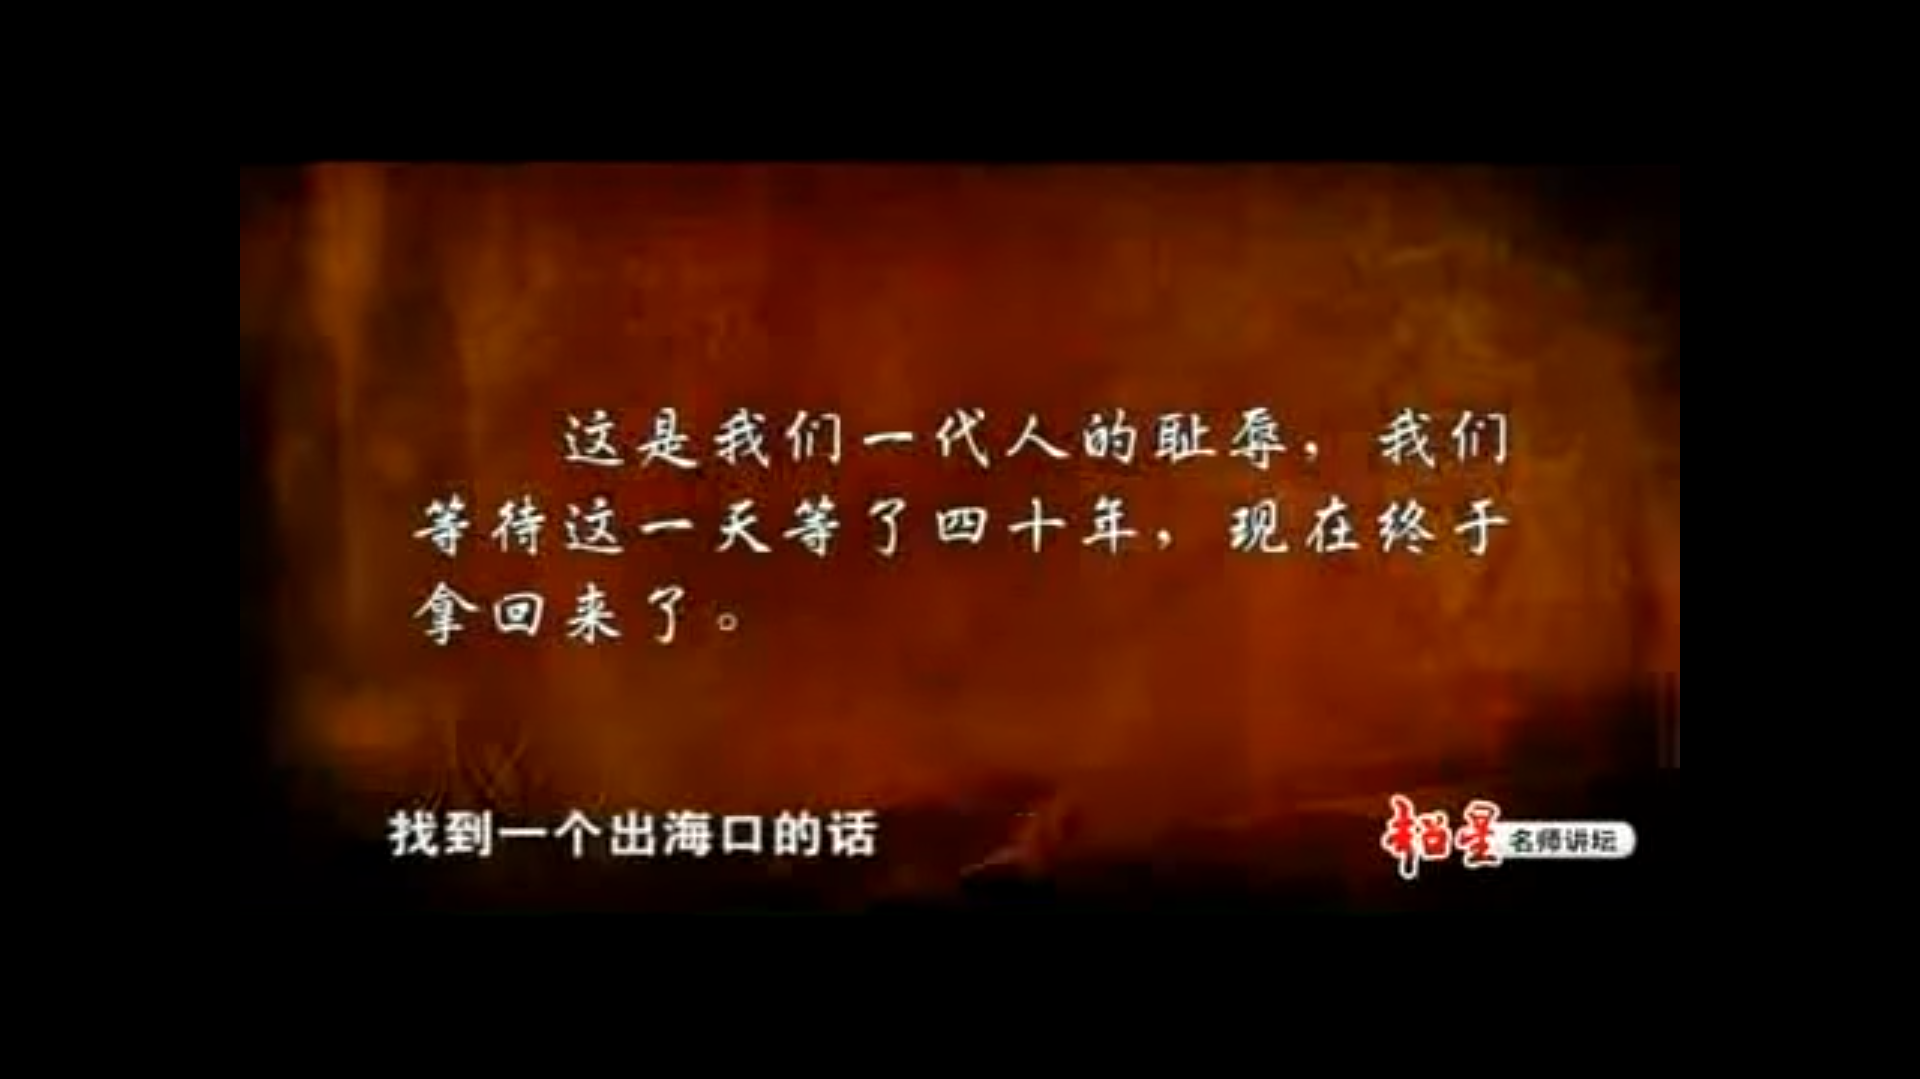 这是我们一代人的耻辱，我们
等待这一天等了四十年，现在终于
拿回来了。
找到一个出海口的话
超星 名师讲坛